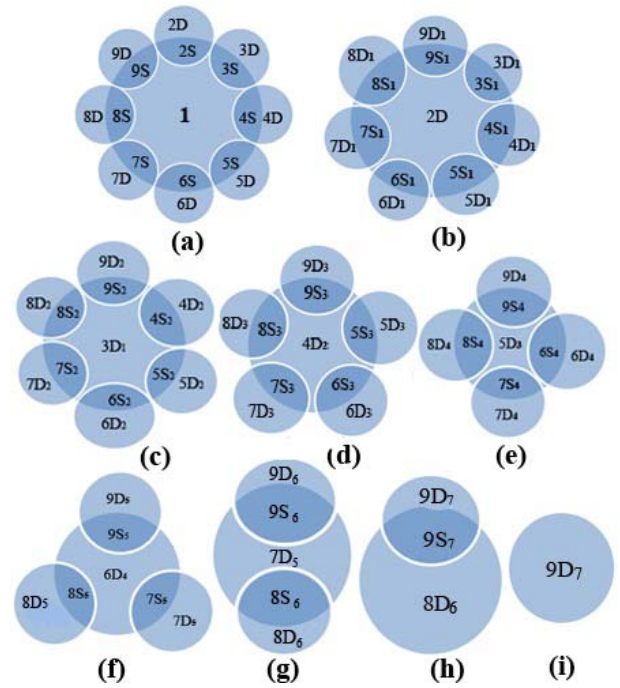 2D
9D 2S 3D
9S 3S
8D 8S 1 4S 4D
7S 5S
7D 6S 5D
6D
(a)
9D1
8D1 9S1 3D1
8S1 3S1
7S1 2D 4S1
7D1 4D1
6S1 5S1
6D1 5D1
(b)
9D2
8D2 9S2 4D2
8S2 4S2
3D1
7S2 5S2
7D2 6S2 5D2
6D2
(c)
9D3
8D3 9S3 5D3
8S3 4D2 5S3
7S3 6S3
7D3 6D3
(d)
9D4
9S4
8D4 8S4 5D3 6S4 6D4
7S4
7D4
(e)
9D5
9S5
6D4
8D5 8S5 7S5
7D5
(f)
9D6
9S6
7D5
8S6
8D6
(g)
9D7
9S7
8D6
(h)
9D7
(i)